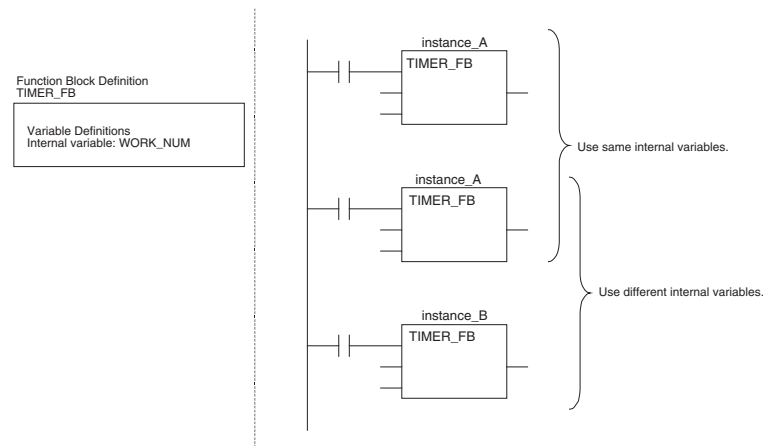 Function Block Definition
TIMER_FB
Variable Definitions
Internal variable: WORK_NUM
instance_A
TIMER_FB
Use same internal variables.
instance_A
TIMER_FB
Use different internal variables.
instance_B
TIMER_FB